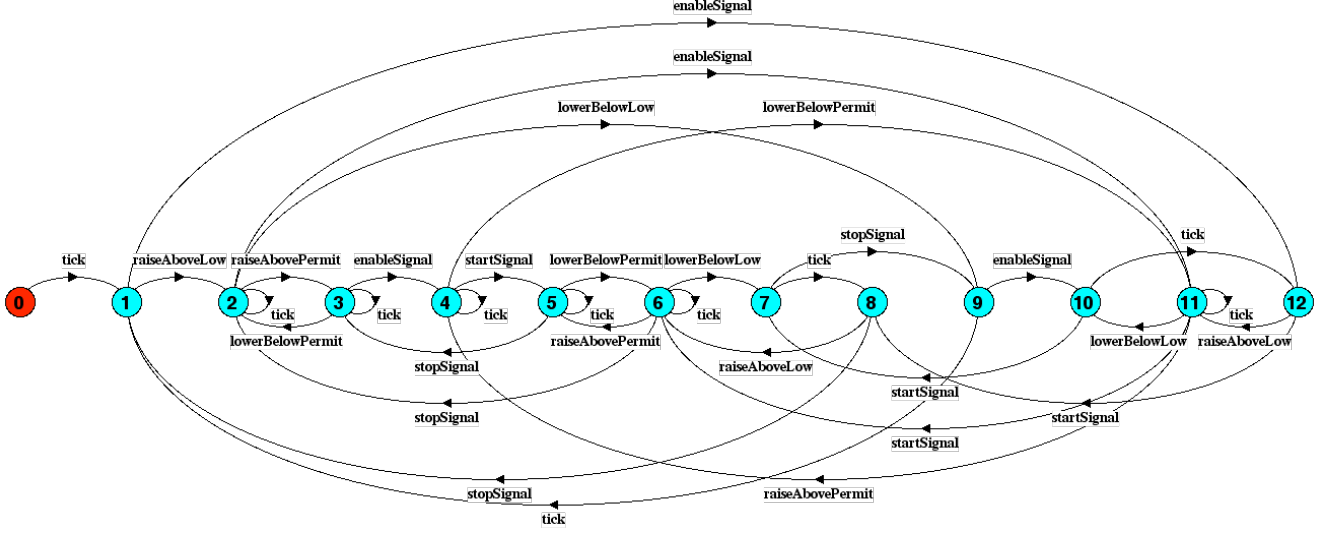 enableSignal
enableSignal
lowerBelowLow lowerBelowPermit
stopSignal tick
tick raiseAboveLow raiseAbovePermit enableSignal startSignal lowerBelowPermit lowerBelowLow tick enableSignal
0 1 2 3 4 5 6 7 8 9 10 11 12
tick tick tick tick tick tick
lowerBelowPermit raiseAbovePermit lowerBelowLow raiseAboveLow
stopSignal raiseAboveLow
startSignal
stopSignal startSignal
startSignal
stopSignal raiseAbovePermit
tick